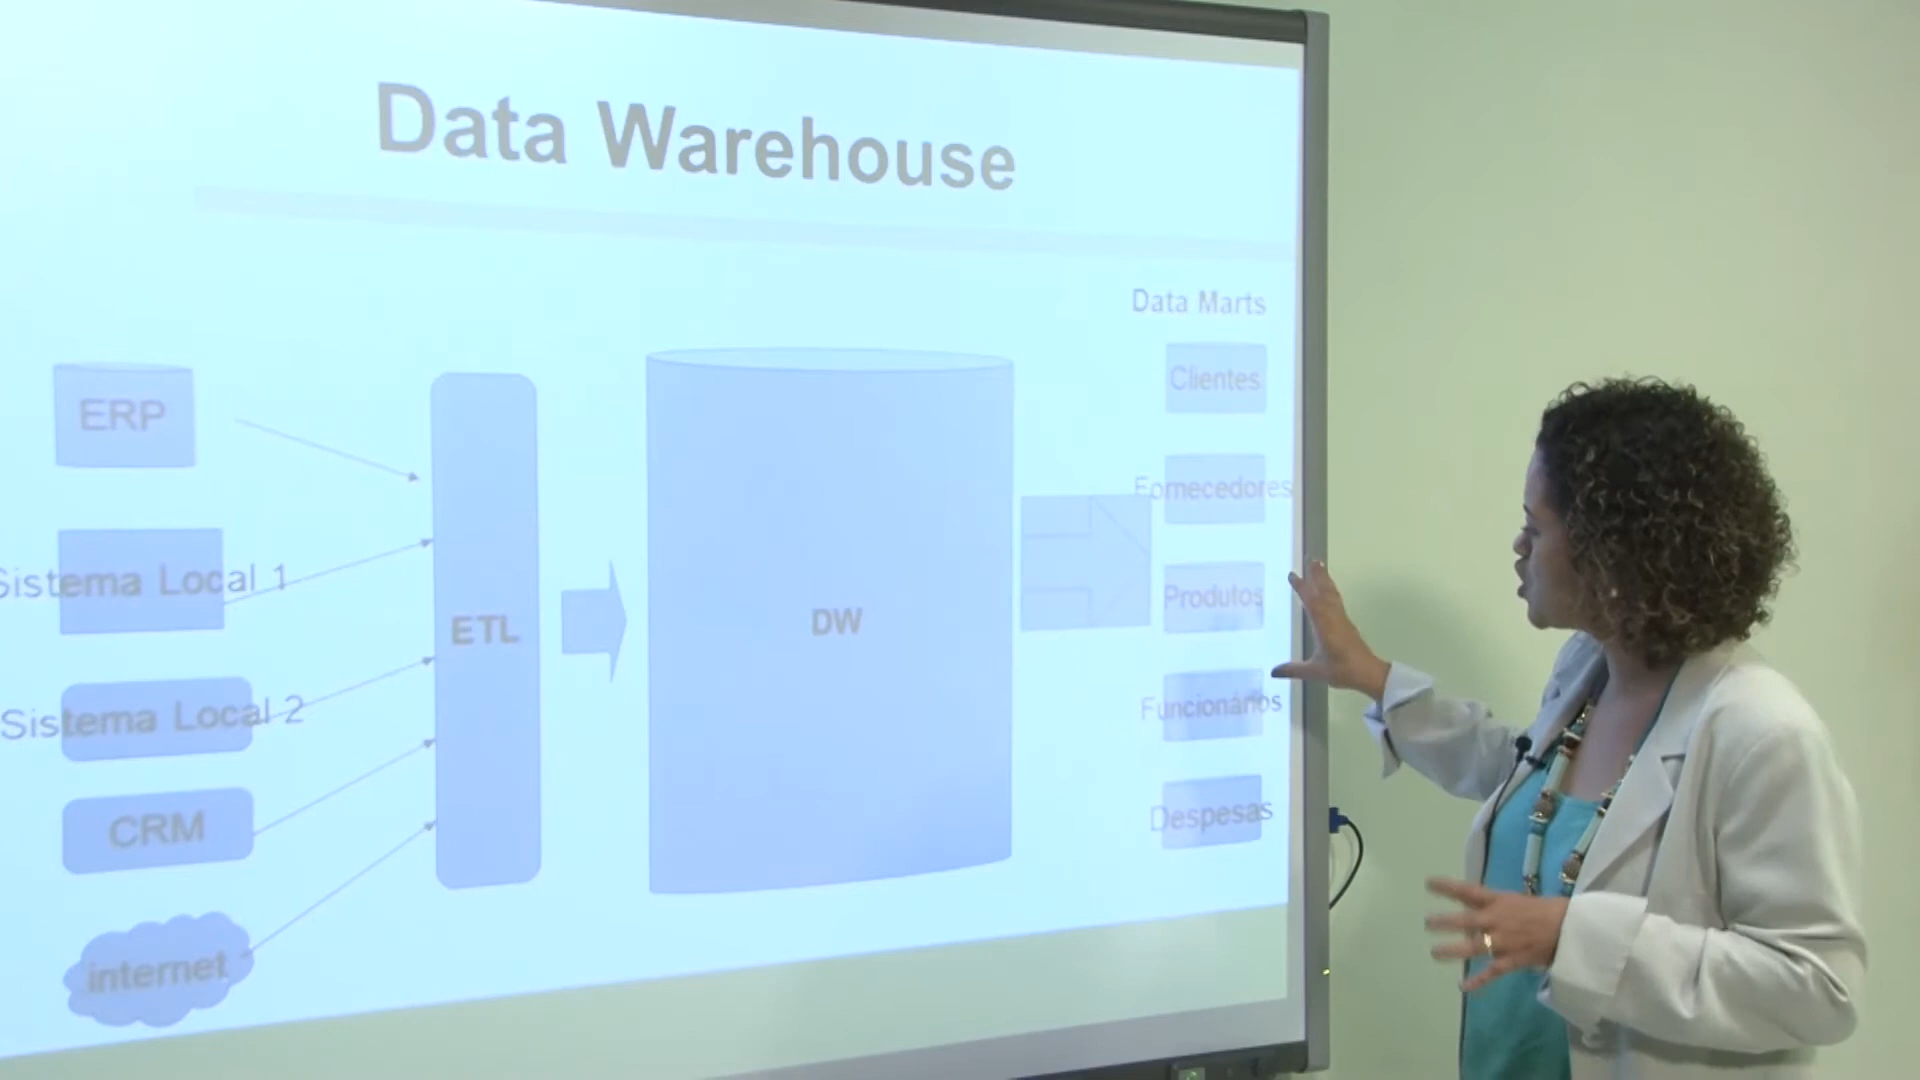 Data Warehouse
Data Marts
ERP
Sistema Local 1
Sistema Local 2
CRM
internet
ETL
DW
Clientes
Fornecedores
Produtos
Funcionários
Despesas